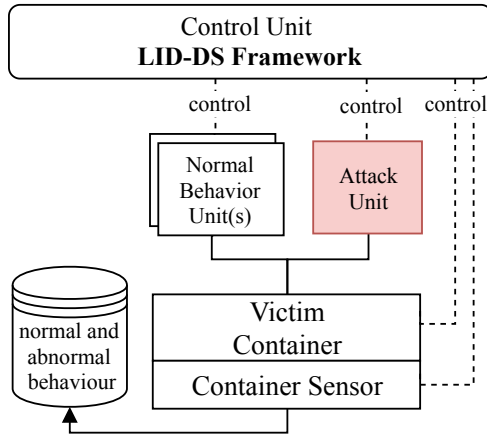 Control Unit
LID-DS Framework
control
control
control
Normal
Behavior
Unit(s)
Attack
Unit
normal and
abnormal
behaviour
Victim
Container
Container Sensor